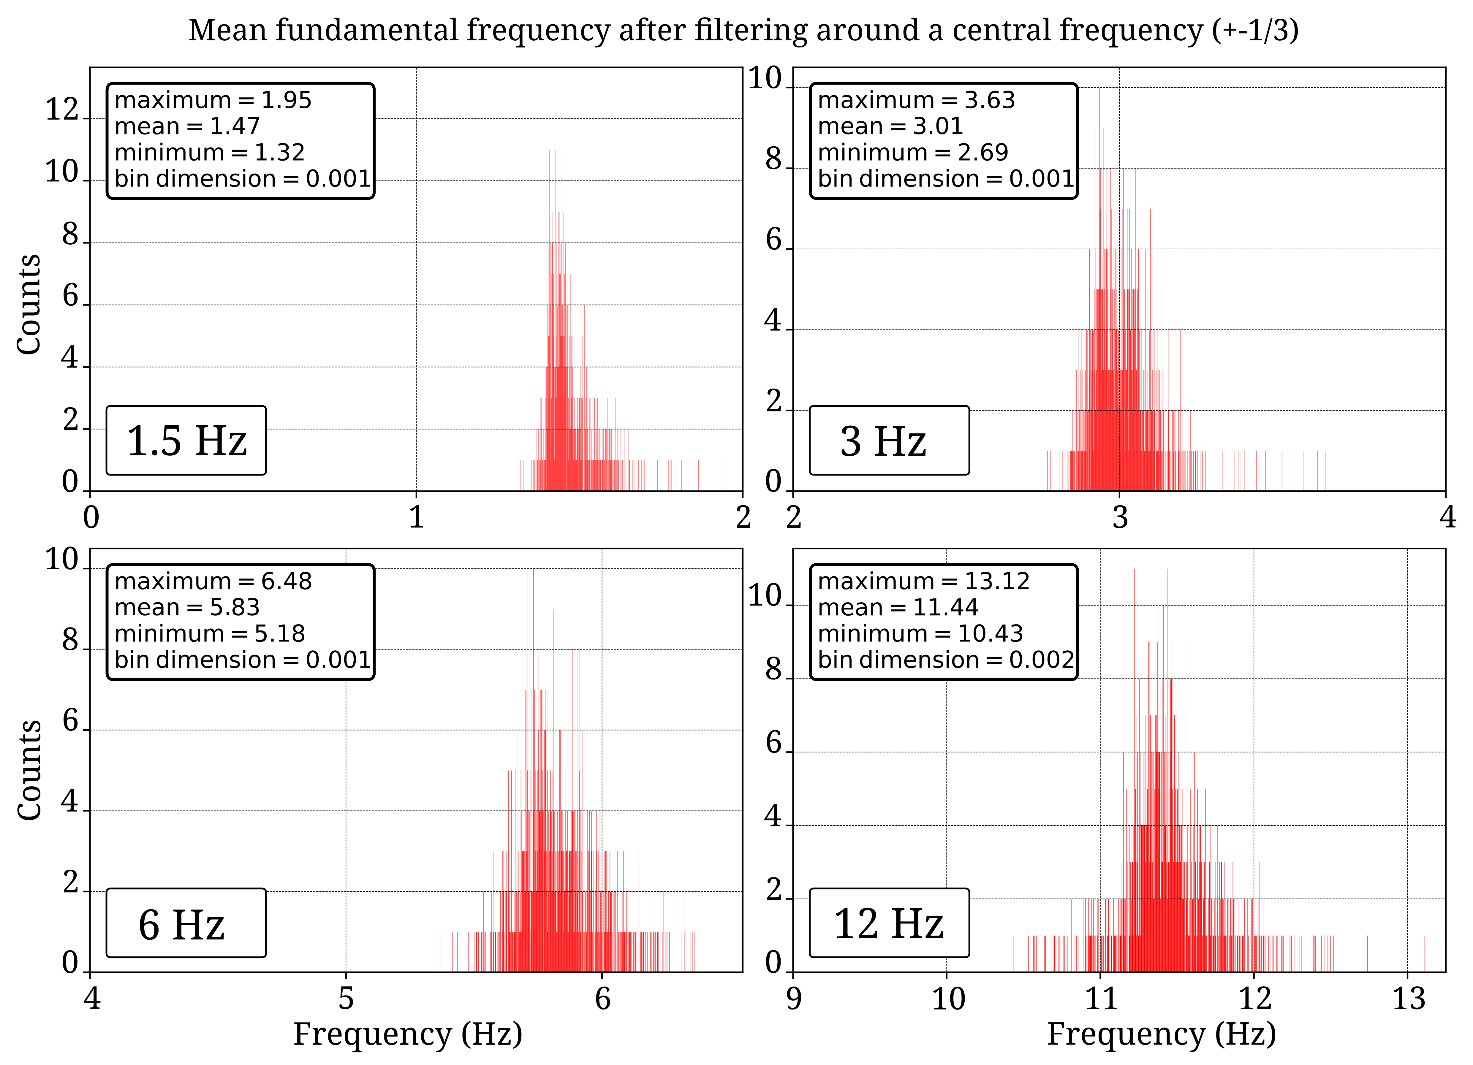 Mean fundamental frequency after filtering around a central frequency (+-1/3)
maximum = 1.95
mean = 1.47
minimum = 1.32
bin dimension = 0.001
1.5 Hz
Counts
12
10
8
6
4
2
0
0 1 2
maximum = 3.63
mean = 3.01
minimum = 2.69
bin dimension = 0.001
3 Hz
10
8
6
4
2
0
2 3 4
maximum = 6.48
mean = 5.83
minimum = 5.18
bin dimension = 0.001
6 Hz
Counts
10
8
6
4
2
0
4 5 6
Frequency (Hz)
maximum = 13.12
mean = 11.44
minimum = 10.43
bin dimension = 0.002
12 Hz
10
8
6
4
2
0
9 10 11 12 13
Frequency (Hz)